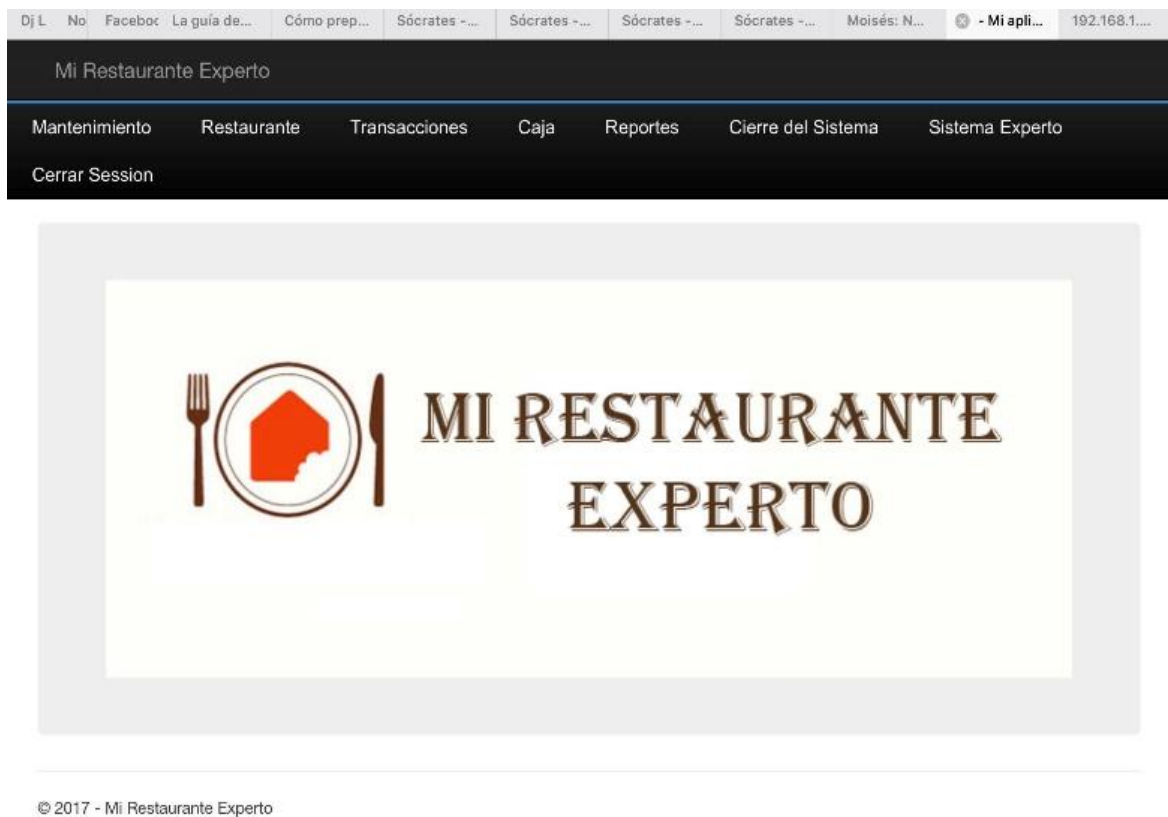 Dj L No Faceboc La guía de... Cómo prep... Sócrates -... Sócrates -... Sócrates -... Sócrates -... Moisés: N... - Mi apli... 192.168.1....
Mi Restaurante Experto
Mantenimiento Restaurante Transacciones Caja Reportes Cierre del Sistema Sistema Experto
Cerrar Session
MI RESTAURANTE
EXPERTO
© 2017 - Mi Restaurante Experto